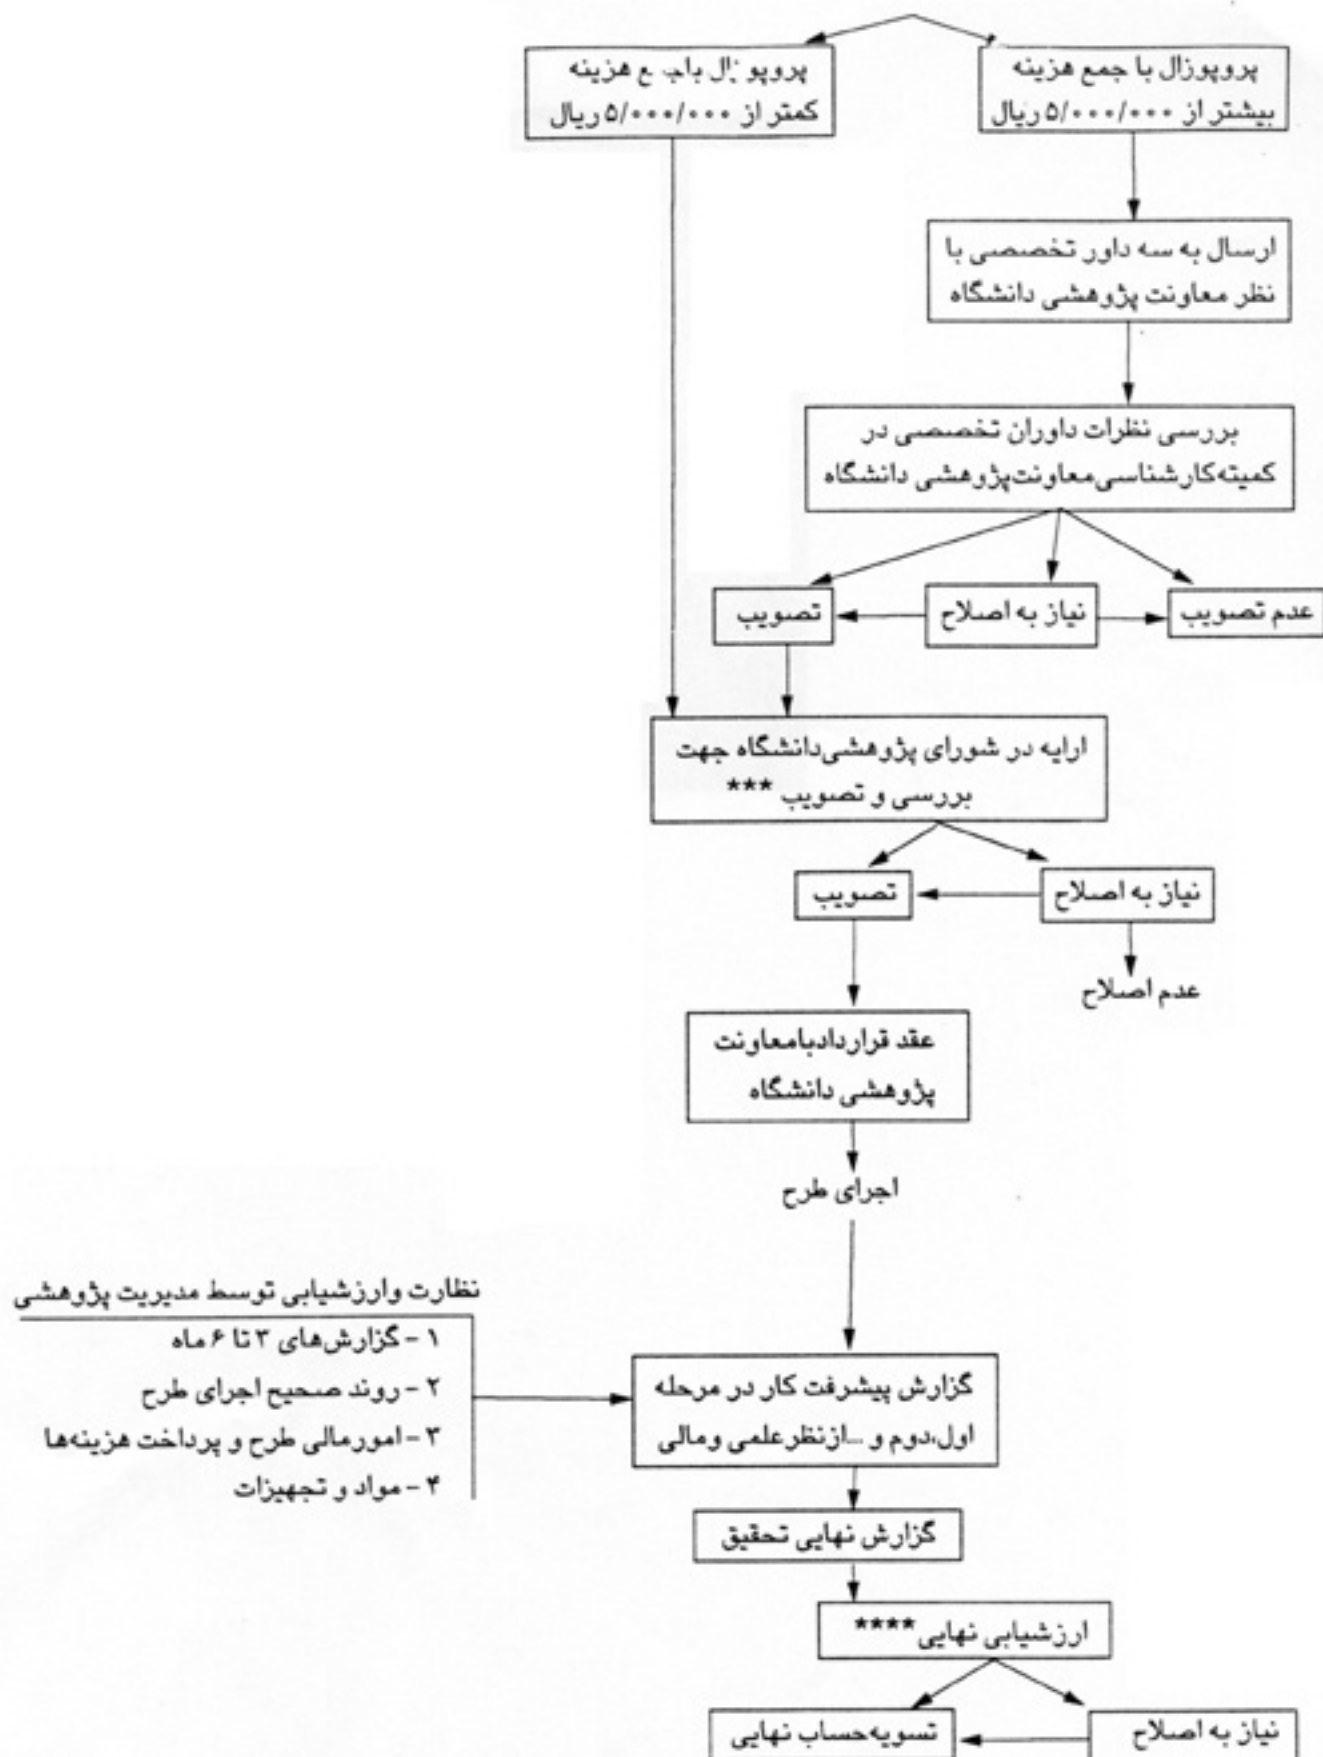 پروپوزال با جمع هزینه
بیشتر از ۵/۰۰۰/۰۰۰ ریال
پروپوزال باجمع هزینه
کمتر از ۵/۰۰۰/۰۰۰ ریال
ارسال به سه داور تخصصی با
نظر معاونت پژوهشی دانشگاه
بررسی نظرات داوران تخصصی در
کمیته‌کارشناسی‌معاونت‌پژوهشی دانشگاه
عدم تصویب
نیاز به اصلاح
تصویب
ارایه در شورای پژوهشی‌دانشگاه جهت
بررسی و تصویب ***
نیاز به اصلاح
تصویب
عدم اصلاح
عقد قراردادبامعاونت
پژوهشی دانشگاه
اجرای طرح
نظارت وارزشیابی توسط مدیریت پژوهشی
۱ - گزارش‌های ۳ تا ۶ ماه
۲ - روند صحیح اجرای طرح
۳ - امورمالی طرح و پرداخت هزینه‌ها
۴ - مواد و تجهیزات
گزارش پیشرفت کار در مرحله
اول،دوم و ...ازنظرعلمی ومالی
گزارش نهایی تحقیق
ارزشیابی نهایی ****
نیاز به اصلاح
تسویه‌حساب نهایی